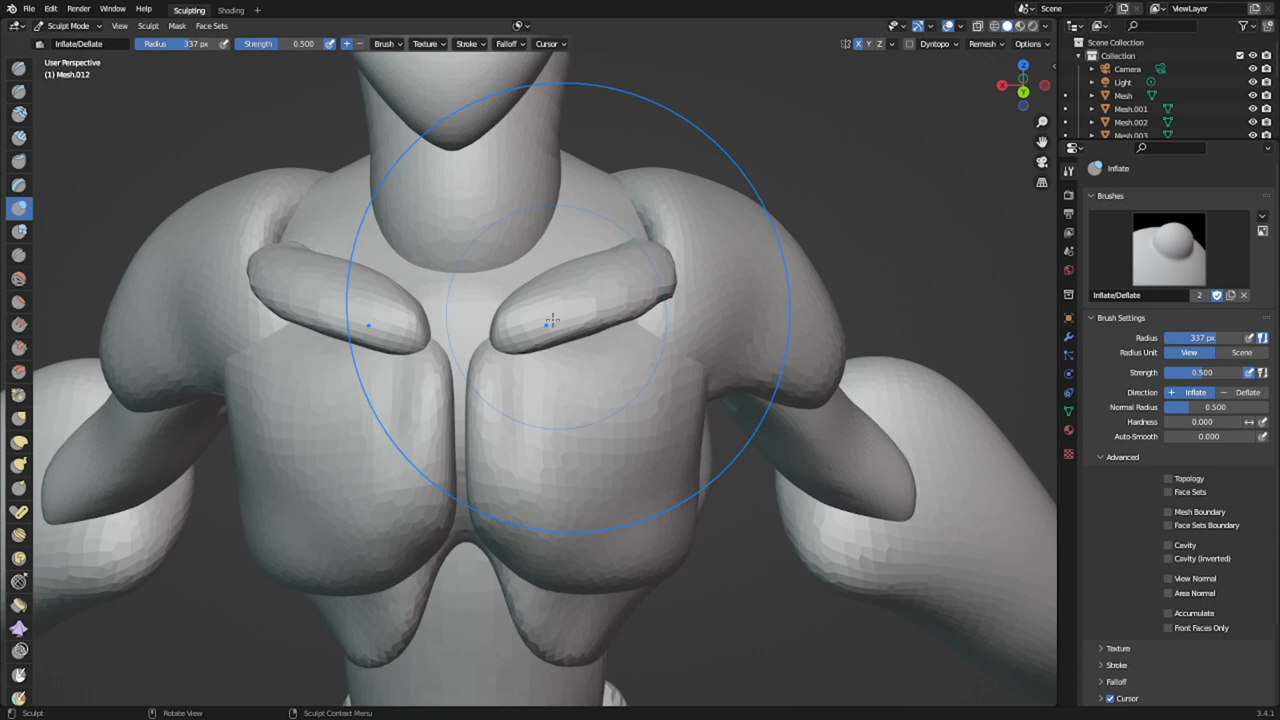 File Edit Render Window Help Sculpting Shading Scene ViewLayer
Sculpt Mode View Sculpt Mask Face Sets
Inflate/Deflate Radius 337 px Strength 0.500 + − Brush Texture Stroke Falloff Cursor X Y Z Dyntopo Remesh Options
User Perspective
(1) Mesh.012
Z
X
Y
Scene Collection
Collection
Camera
Light
Mesh
Mesh.001
Mesh.002
Mesh.003
Inflate
Brushes
Inflate/Deflate 2
Brush Settings
Radius 337 px
Radius Unit View Scene
Strength 0.500
Direction + Inflate − Deflate
Normal Radius 0.500
Hardness 0.000
Auto-Smooth 0.000
Advanced
Topology
Face Sets
Mesh Boundary
Face Sets Boundary
Cavity
Cavity (inverted)
View Normal
Area Normal
Accumulate
Front Faces Only
Texture
Stroke
Falloff
Cursor
Sculpt Rotate View Sculpt Context Menu 3.4.1